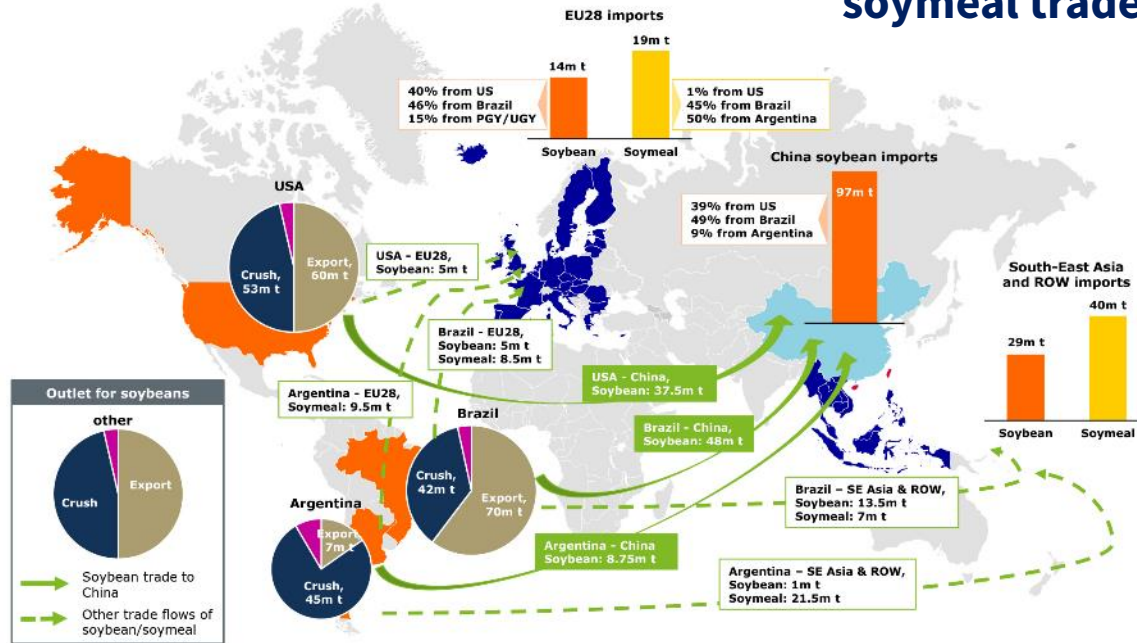 soymeal trade
EU28 imports
19m t
14m t
40% from US
46% from Brazil
15% from PGY/UGY
1% from US
45% from Brazil
50% from Argentina
Soybean
Soymeal
China soybean imports
97m t
39% from US
49% from Brazil
9% from Argentina
South-East Asia
and ROW imports
40m t
29m t
Soybean
Soymeal
USA
Crush,
53m t
Export,
60m t
USA - EU28,
Soybean: 5m t
Brazil - EU28,
Soybean: 5m t
Soymeal: 8.5m t
Argentina - EU28,
Soymeal: 9.5m t
USA - China,
Soybean: 37.5m t
Brazil - China,
Soybean: 48m t
Brazil
Crush,
42m t
Export,
70m t
Argentina
Export,
7m t
Crush,
45m t
Argentina - China
Soybean: 8.75m t
Brazil – SE Asia & ROW,
Soybean: 13.5m t
Soymeal: 7m t
Argentina – SE Asia & ROW,
Soybean: 1m t
Soymeal: 21.5m t
Outlet for soybeans
other
Crush
Export
Soybean trade to
China
Other trade flows of
soybean/soymeal